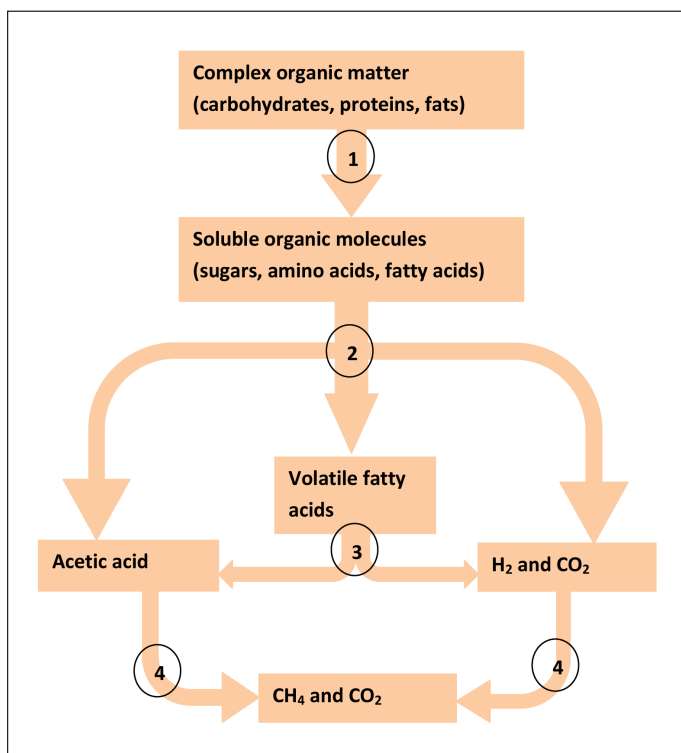 Complex organic matter
(carbohydrates, proteins, fats)
1
Soluble organic molecules
(sugars, amino acids, fatty acids)
2
Volatile fatty
acids
3
Acetic acid
H₂ and CO₂
4
4
CH₄ and CO₂